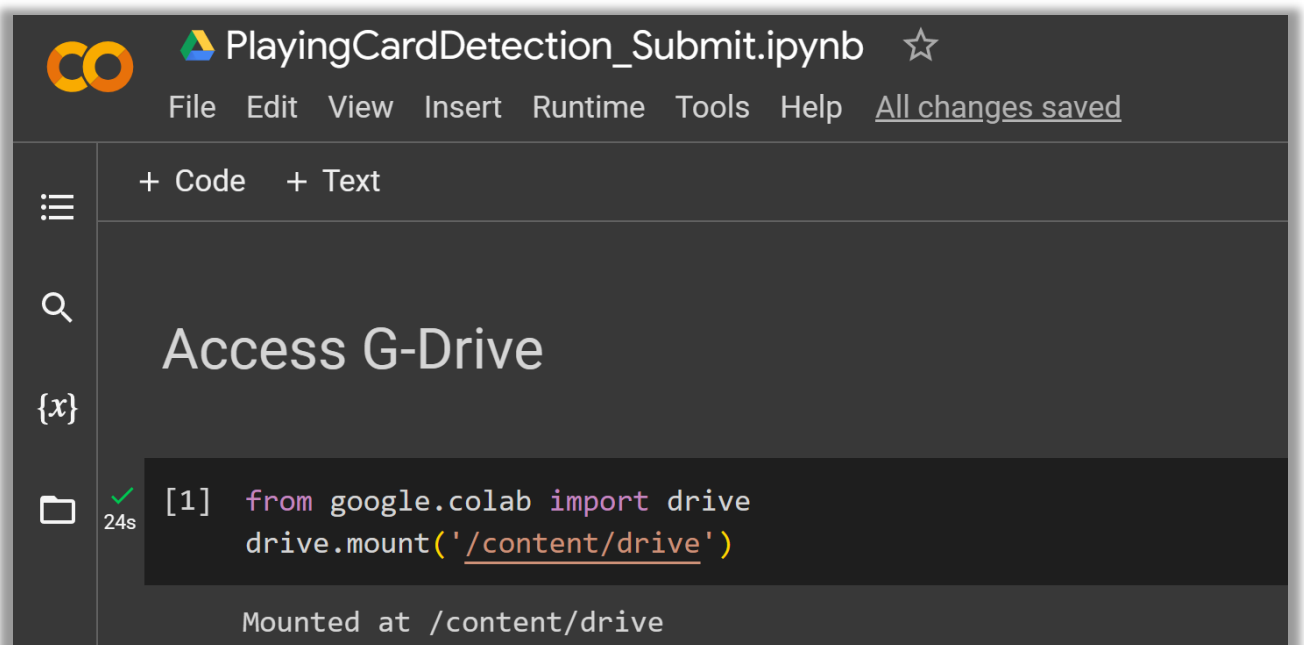 PlayingCardDetection_Submit.ipynb
File Edit View Insert Runtime Tools Help All changes saved
+ Code + Text
Access G-Drive
{x}
[1] from google.colab import drive
24s
drive.mount('/content/drive')
Mounted at /content/drive